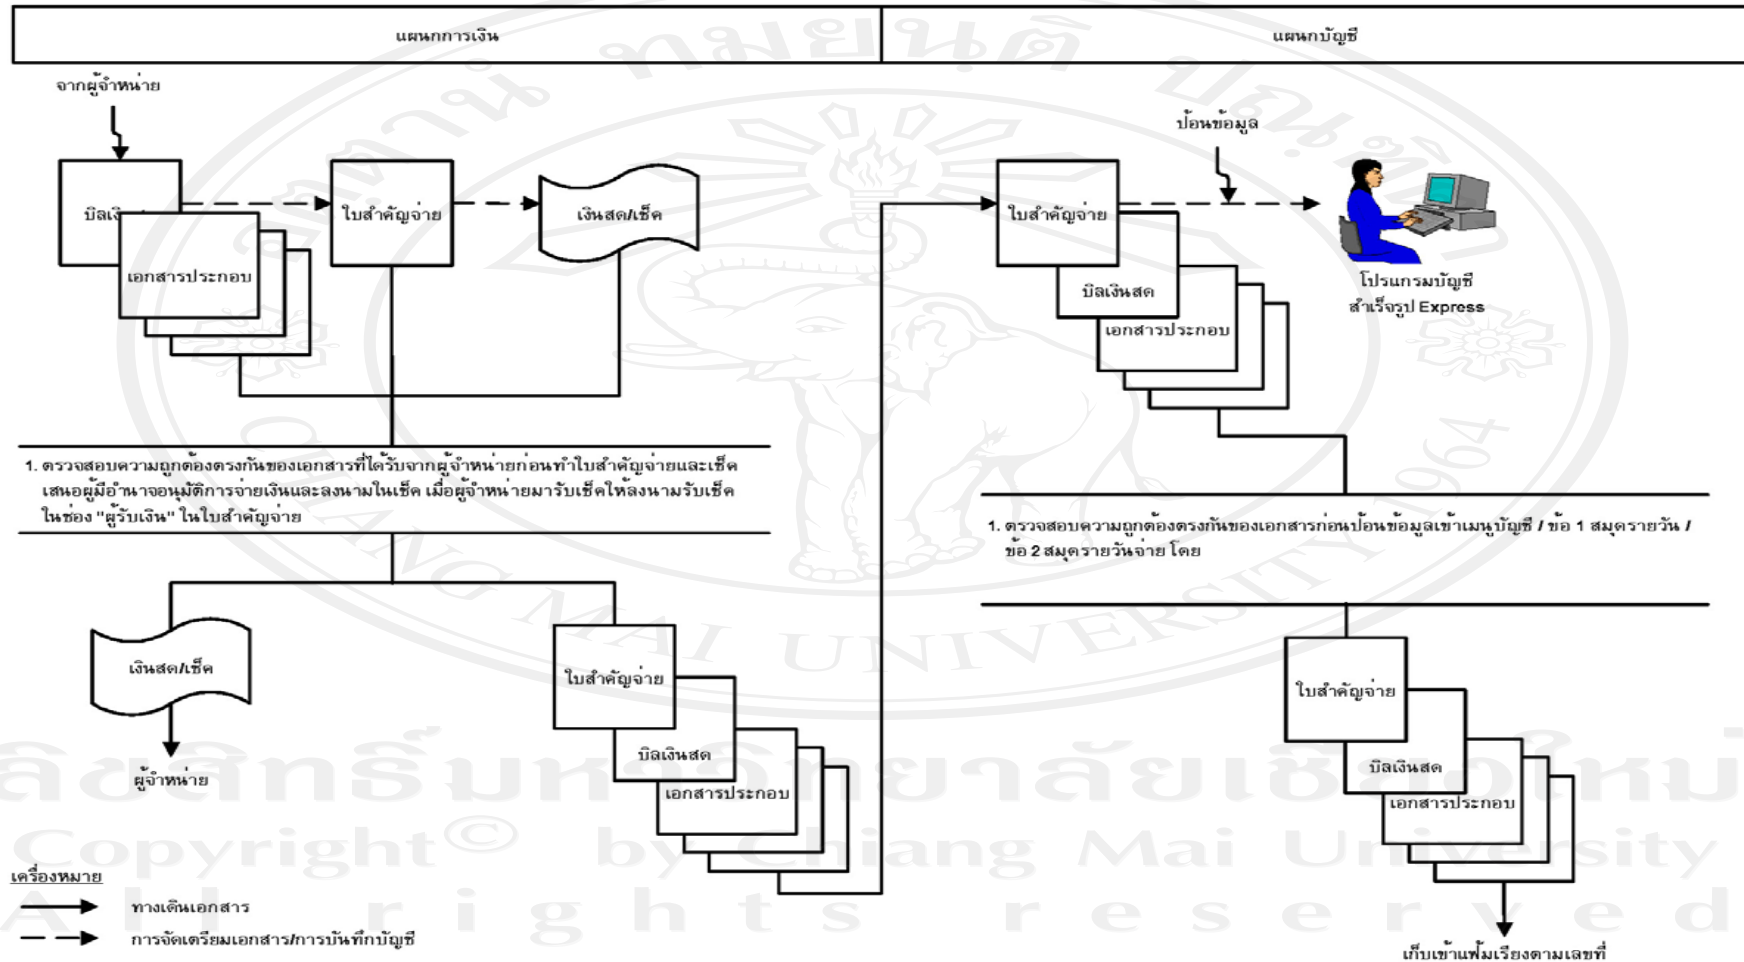 แผนกการเงิน
แผนกบัญชี
จากผู้จำหน่าย
บิลเงิน
เอกสารประกอบ
ใบสำคัญจ่าย
เงินสด/เช็ค
1. ตรวจสอบความถูกต้องตรงกันของเอกสารที่ได้รับจากผู้จำหน่ายก่อนทำใบสำคัญจ่ายและเช็ค
เสนอผู้มีอำนาจอนุมัติการจ่ายเงินและลงนามในเช็ค เมื่อผู้จำหน่ายมารับเช็คให้ลงนามรับเช็ค
ในช่อง "ผู้รับเงิน" ในใบสำคัญจ่าย
เงินสด/เช็ค
ผู้จำหน่าย
ใบสำคัญจ่าย
บิลเงินสด
เอกสารประกอบ
ป้อนข้อมูล
ใบสำคัญจ่าย
บิลเงินสด
เอกสารประกอบ
โปรแกรมบัญชี
สำเร็จรูป Express
1. ตรวจสอบความถูกต้องตรงกันของเอกสารก่อนป้อนข้อมูลเข้าเมนูบัญชี / ข้อ 1 สมุดรายวัน /
ข้อ 2 สมุดรายวันจ่าย โดย
ใบสำคัญจ่าย
บิลเงินสด
เอกสารประกอบ
เก็บเข้าแฟ้มเรียงตามเลขที่
เครื่องหมาย
ทางเดินเอกสาร
การจัดเตรียมเอกสาร/การบันทึกบัญชี
CHIANG MAI UNIVERSITY 1964
Copyright© by Chiang Mai University
All rights reserved